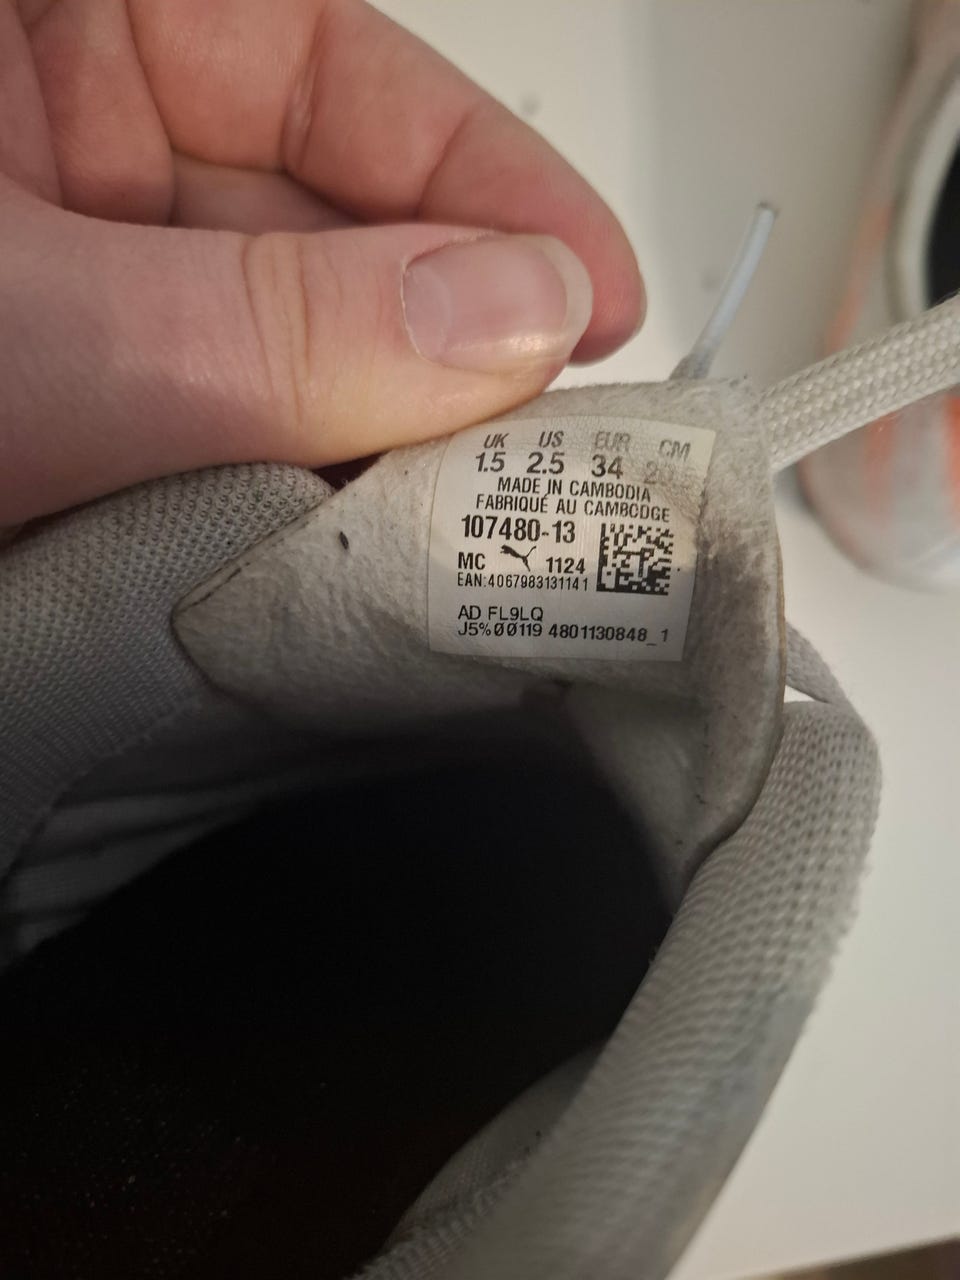 UK US EUR CM
1.5 2.5 34
MADE IN CAMBODIA
FABRIQUÉ AU CAMBODGE
107480-13
MC 1124
EAN:4067983131141
AD FL9LQ
J5%ØØ119 4801130848_1